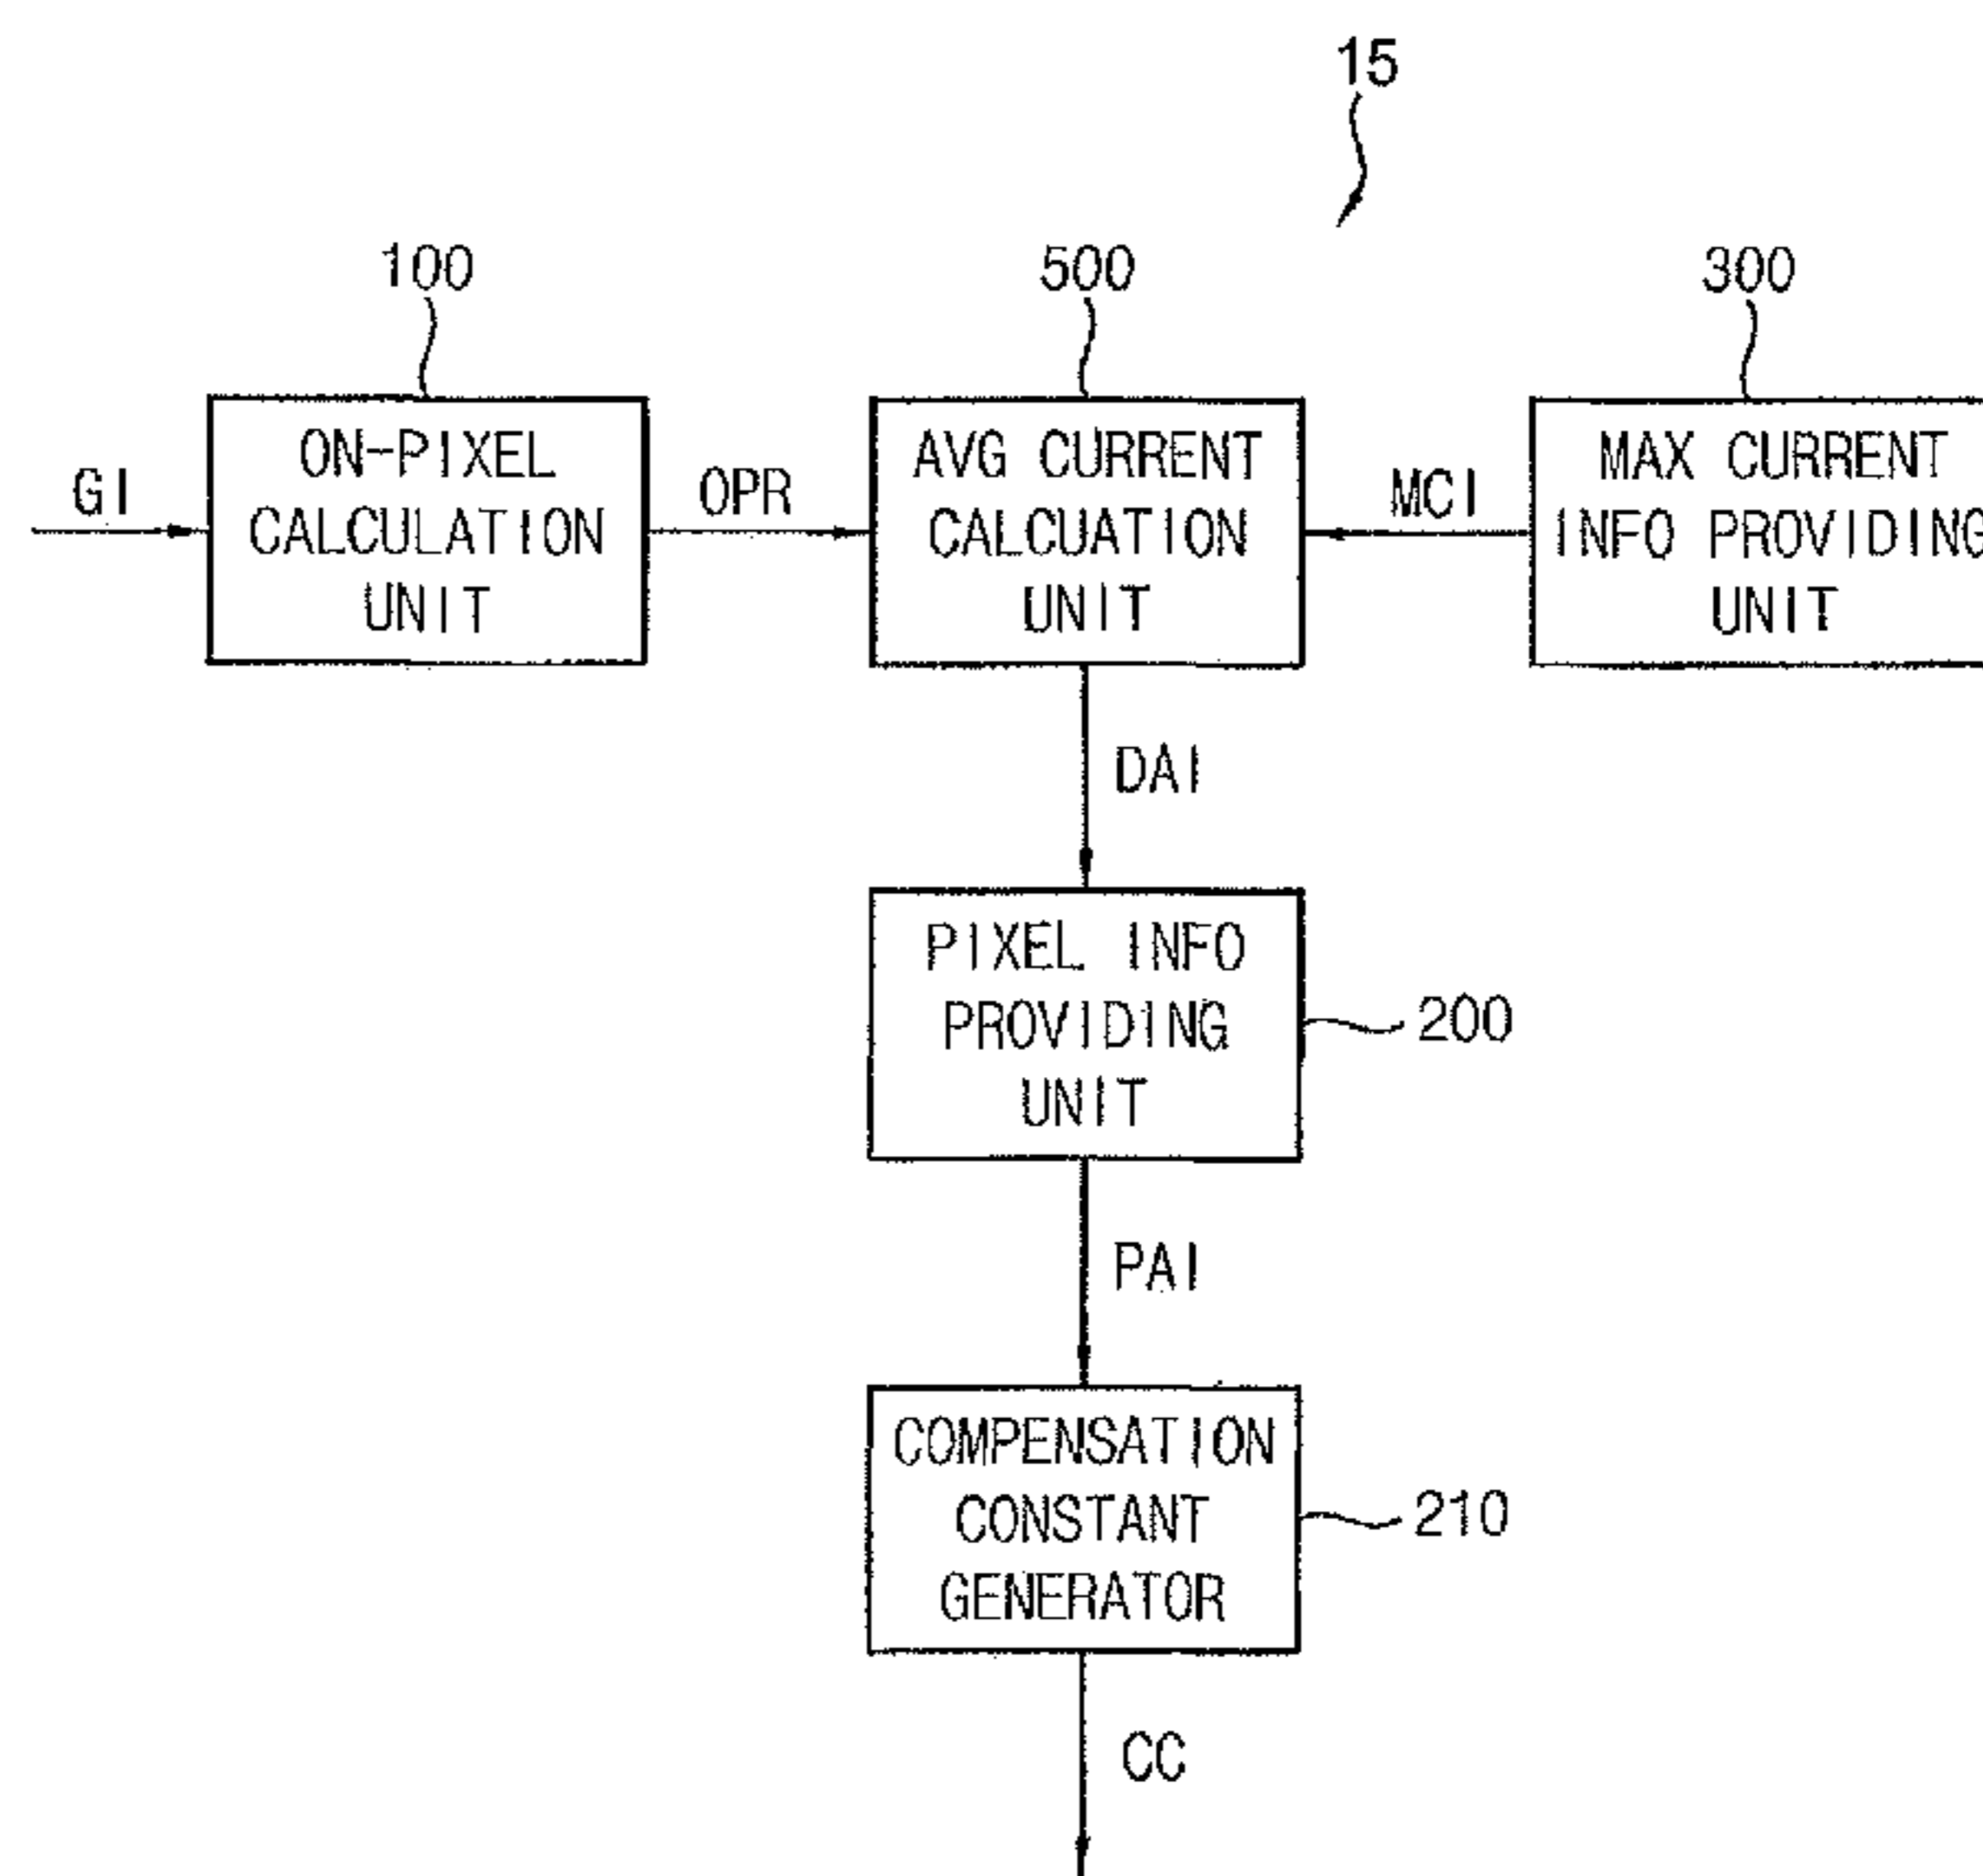 15
100
500
300
ON-PIXEL
CALCULATION
UNIT
AVG CURRENT
CALCUATION
UNIT
MAX CURRENT
INFO PROVIDING
UNIT
GI
OPR
MCI
DAI
PIXEL INFO
PROVIDING
UNIT
200
PAI
COMPENSATION
CONSTANT
GENERATOR
210
CC